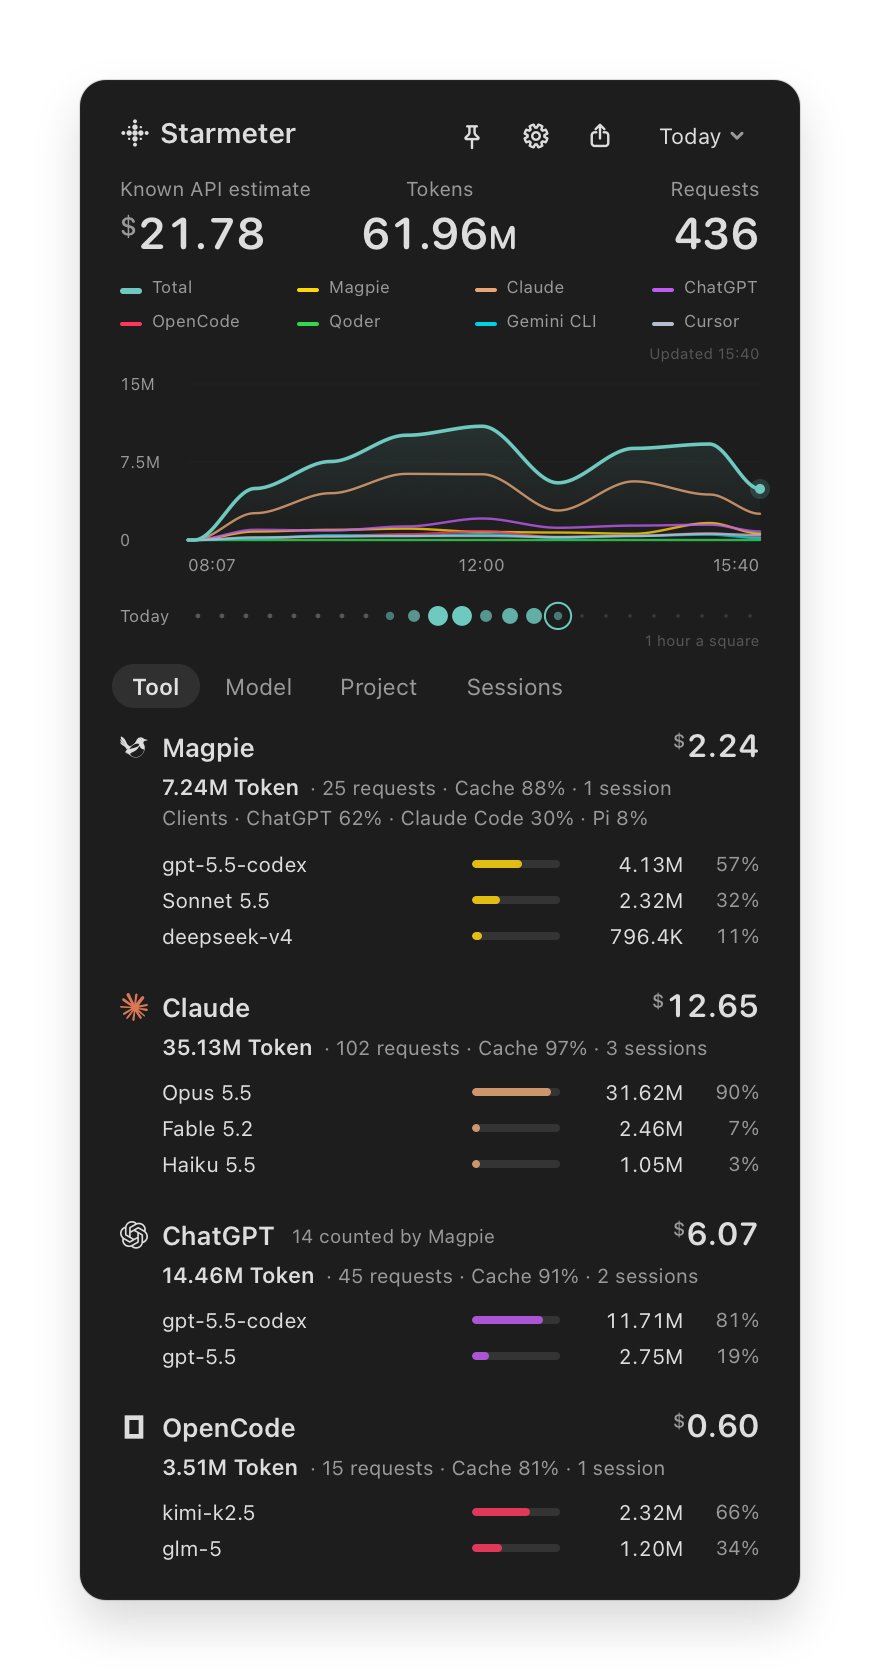 Starmeter Today
Known API estimate Tokens Requests
$21.78 61.96M 436
Total Magpie Claude ChatGPT
OpenCode Qoder Gemini CLI Cursor
Updated 15:40
15M
7.5M
0
08:07 12:00 15:40
Today
1 hour a square
Tool Model Project Sessions
Magpie $2.24
7.24M Token · 25 requests · Cache 88% · 1 session
Clients · ChatGPT 62% · Claude Code 30% · Pi 8%
gpt-5.5-codex 4.13M 57%
Sonnet 5.5 2.32M 32%
deepseek-v4 796.4K 11%
Claude $12.65
35.13M Token · 102 requests · Cache 97% · 3 sessions
Opus 5.5 31.62M 90%
Fable 5.2 2.46M 7%
Haiku 5.5 1.05M 3%
ChatGPT 14 counted by Magpie $6.07
14.46M Token · 45 requests · Cache 91% · 2 sessions
gpt-5.5-codex 11.71M 81%
gpt-5.5 2.75M 19%
OpenCode $0.60
3.51M Token · 15 requests · Cache 81% · 1 session
kimi-k2.5 2.32M 66%
glm-5 1.20M 34%